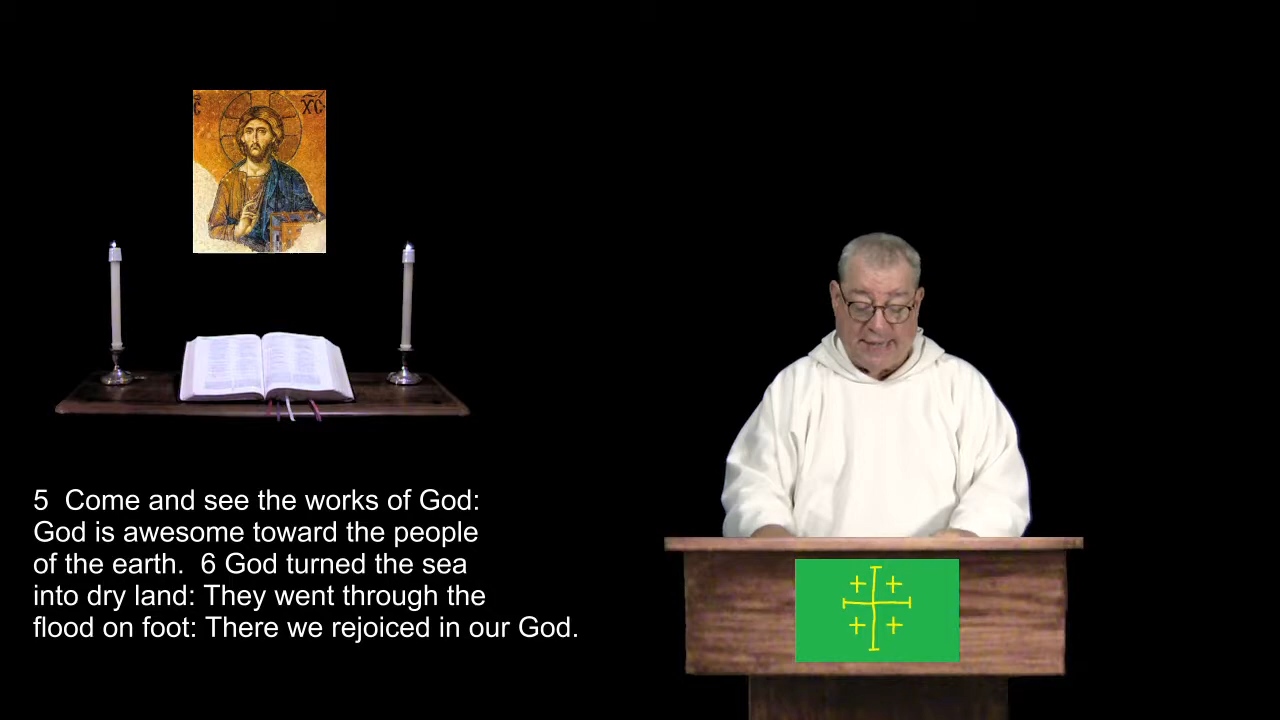 C XC
5  Come and see the works of God:
God is awesome toward the people
of the earth.  6 God turned the sea
into dry land: They went through the
flood on foot: There we rejoiced in our God.